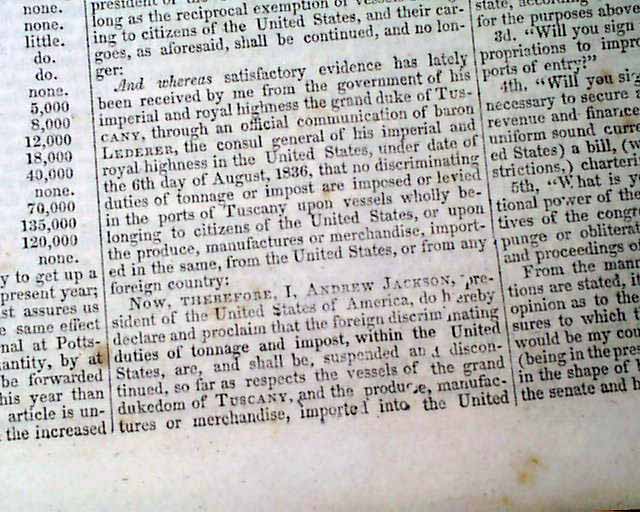 none.
none.
little.
do.
do.
none.
5,000
8,000
12,000
18,000
40,000
none.
70,000
135,000
120,000
none.
y to get up a
present year;
st assures us
e same effect
nal at Potts-
antity, by at
be forwarded
his year than
article is un-
the increased
president of the
long as the reciprocal exemption of vessels
ing to citizens of the United States, and their car-
goes, as aforesaid, shall be continued, and no lon-
ger:
And whereas satisfactory evidence has lately
been received by me from the government of his
imperial and royal highness the grand duke of TUS-
CANY, through an official communication of baron
LEDERER, the consul general of his imperial and
royal highness in the United States, under date of
the 6th day of August, 1836, that no discriminating
duties of tonnage or impost are imposed or levied
in the ports of Tuscany upon vessels wholly be-
longing to citizens of the United States, or upon
the produce, manufactures or merchandise, import-
ed in the same, from the United States, or from any
foreign country:
NOW, THEREFORE, I, ANDREW JACKSON, pre-
sident of the United States of America, do hereby
declare and proclaim that the foreign discriminating
duties of tonnage and impost, within the United
States, are, and shall be, suspended and discon-
tinued, so far as respects the vessels of the grand
dukedom of TUSCANY, and the produce, manufac-
tures or merchandise, imported into the United
state, according
for the purposes above
3d. "Will you sign
propriations to impro
ports of entry?"
4th. "Will you sig
necessary to secure a
revenue and finance
uniform sound curre
ed States) a bill, (w
strictions,) charteri
5th, "What is y
tional power of the
tives of the congr
punge or obliterat
and proceedings o
From the mann
tions are stated, it
opinion as to the
sures to which t
would be my con
(being in the pres
in the shape of b
the senate and h